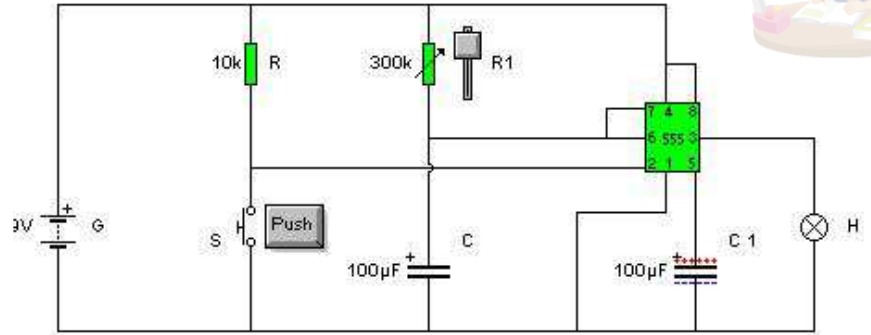 10k R 300k R1
7 4 8
6 555 3
2 1 5
+ 9V G S Push C C 1 H
+ 100µF + 100µF